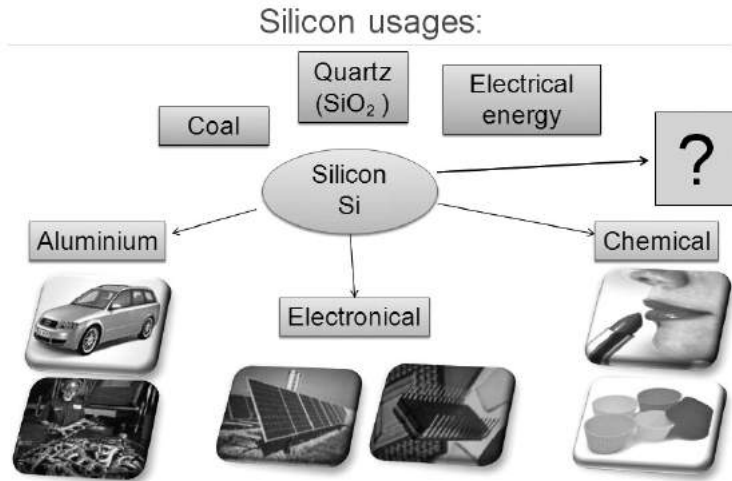 Silicon usages:
Quartz
(SiO₂ )
Electrical
energy
Coal
?
Silicon
Si
Aluminium
Chemical
Electronical